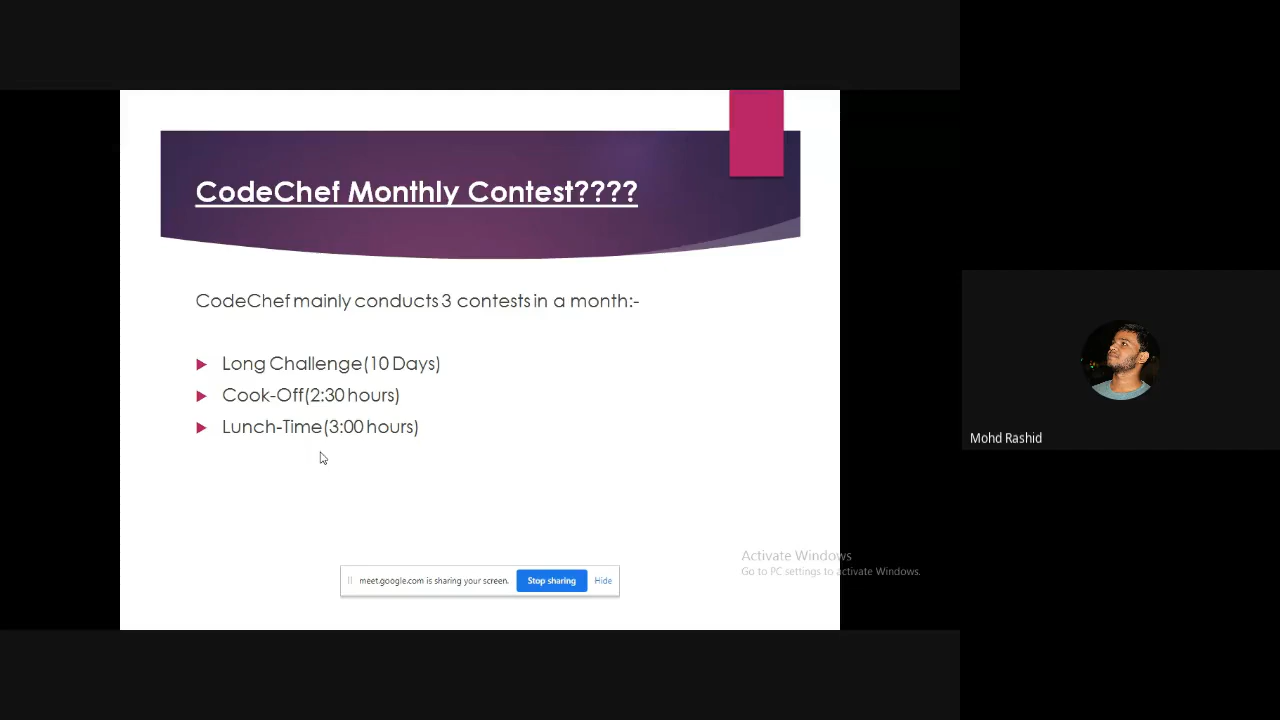 CodeChef Monthly Contest????
CodeChef mainly conducts 3 contests in a month:-
Long Challenge(10 Days)
Cook-Off(2:30 hours)
Lunch-Time(3:00 hours)
Mohd Rashid
Activate Windows
Go to PC settings to activate Windows.
meet.google.com is sharing your screen. Stop sharing Hide